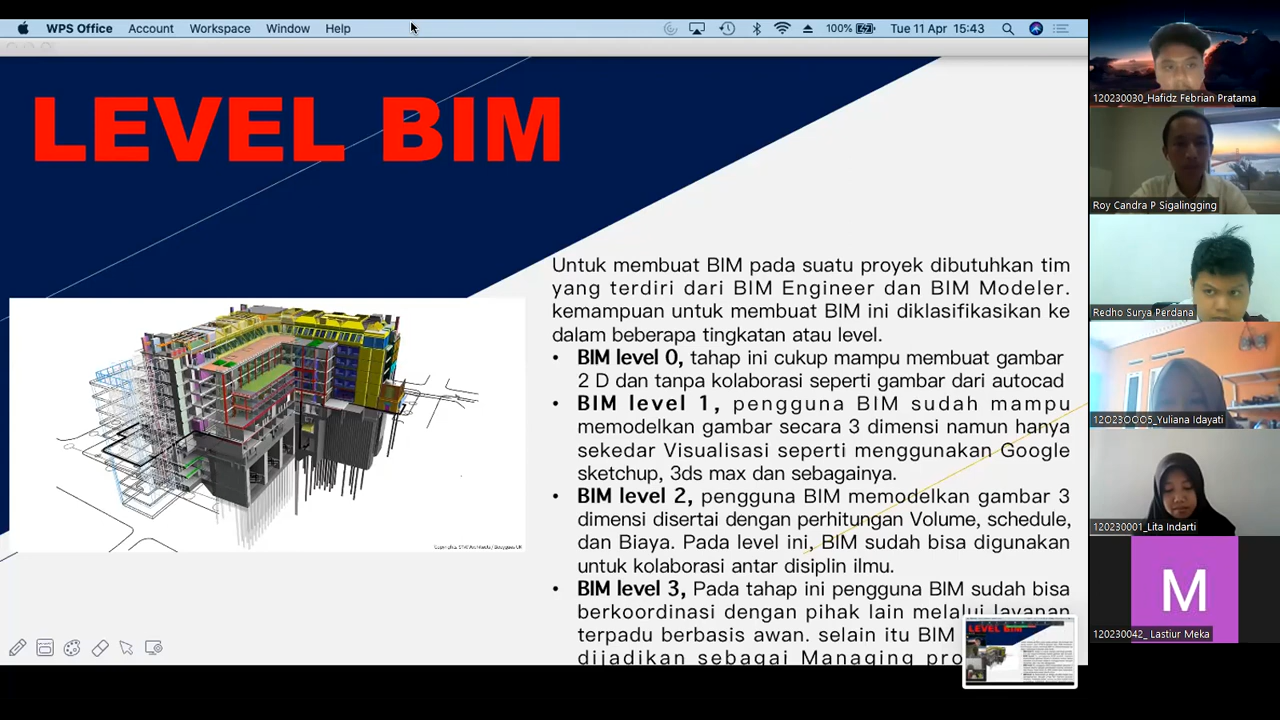 WPS Office Account Workspace Window Help 100% Tue 11 Apr 15:43
LEVEL BIM
Untuk membuat BIM pada suatu proyek dibutuhkan tim
yang terdiri dari BIM Engineer dan BIM Modeler.
kemampuan untuk membuat BIM ini diklasifikasikan ke
dalam beberapa tingkatan atau level.
• BIM level 0, tahap ini cukup mampu membuat gambar
2 D dan tanpa kolaborasi seperti gambar dari autocad
• BIM level 1, pengguna BIM sudah mampu
memodelkan gambar secara 3 dimensi namun hanya
sekedar Visualisasi seperti menggunakan Google
sketchup, 3ds max dan sebagainya.
• BIM level 2, pengguna BIM memodelkan gambar 3
dimensi disertai dengan perhitungan Volume, schedule,
dan Biaya. Pada level ini, BIM sudah bisa digunakan
untuk kolaborasi antar disiplin ilmu.
• BIM level 3, Pada tahap ini pengguna BIM sudah bisa
berkoordinasi dengan pihak lain melalui layanan
terpadu berbasis awan. selain itu BIM
120230030_Hafidz Febrian Pratama
Roy Candra P Sigalingging
Redho Surya Perdana
12O23OOO5_Yuliana Idayati
120230001_Lita Indarti
M
120230042_Lastiur Meka